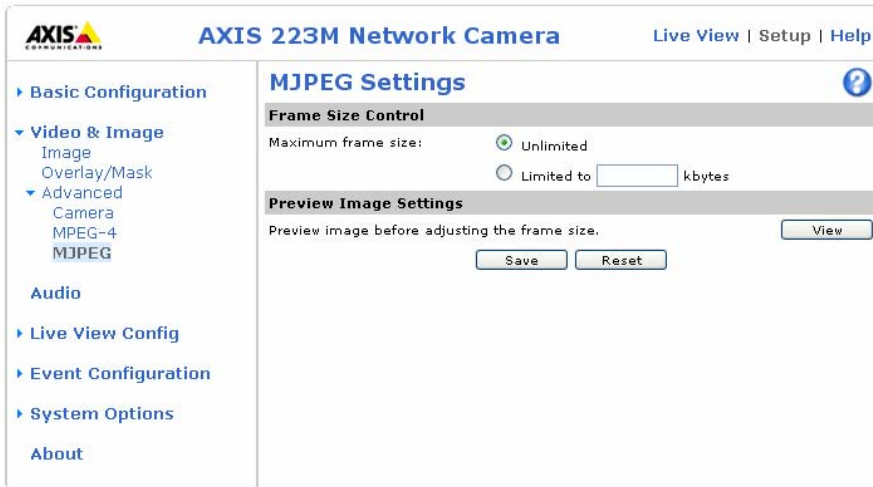 AXIS
COMMUNICATIONS
AXIS 223M Network Camera
Live View | Setup | Help
Basic Configuration
Video & Image
Image
Overlay/Mask
Advanced
Camera
MPEG-4
MJPEG
Audio
Live View Config
Event Configuration
System Options
About
MJPEG Settings
?
Frame Size Control
Maximum frame size:
Unlimited
Limited to kbytes
Preview Image Settings
Preview image before adjusting the frame size.
View
Save Reset